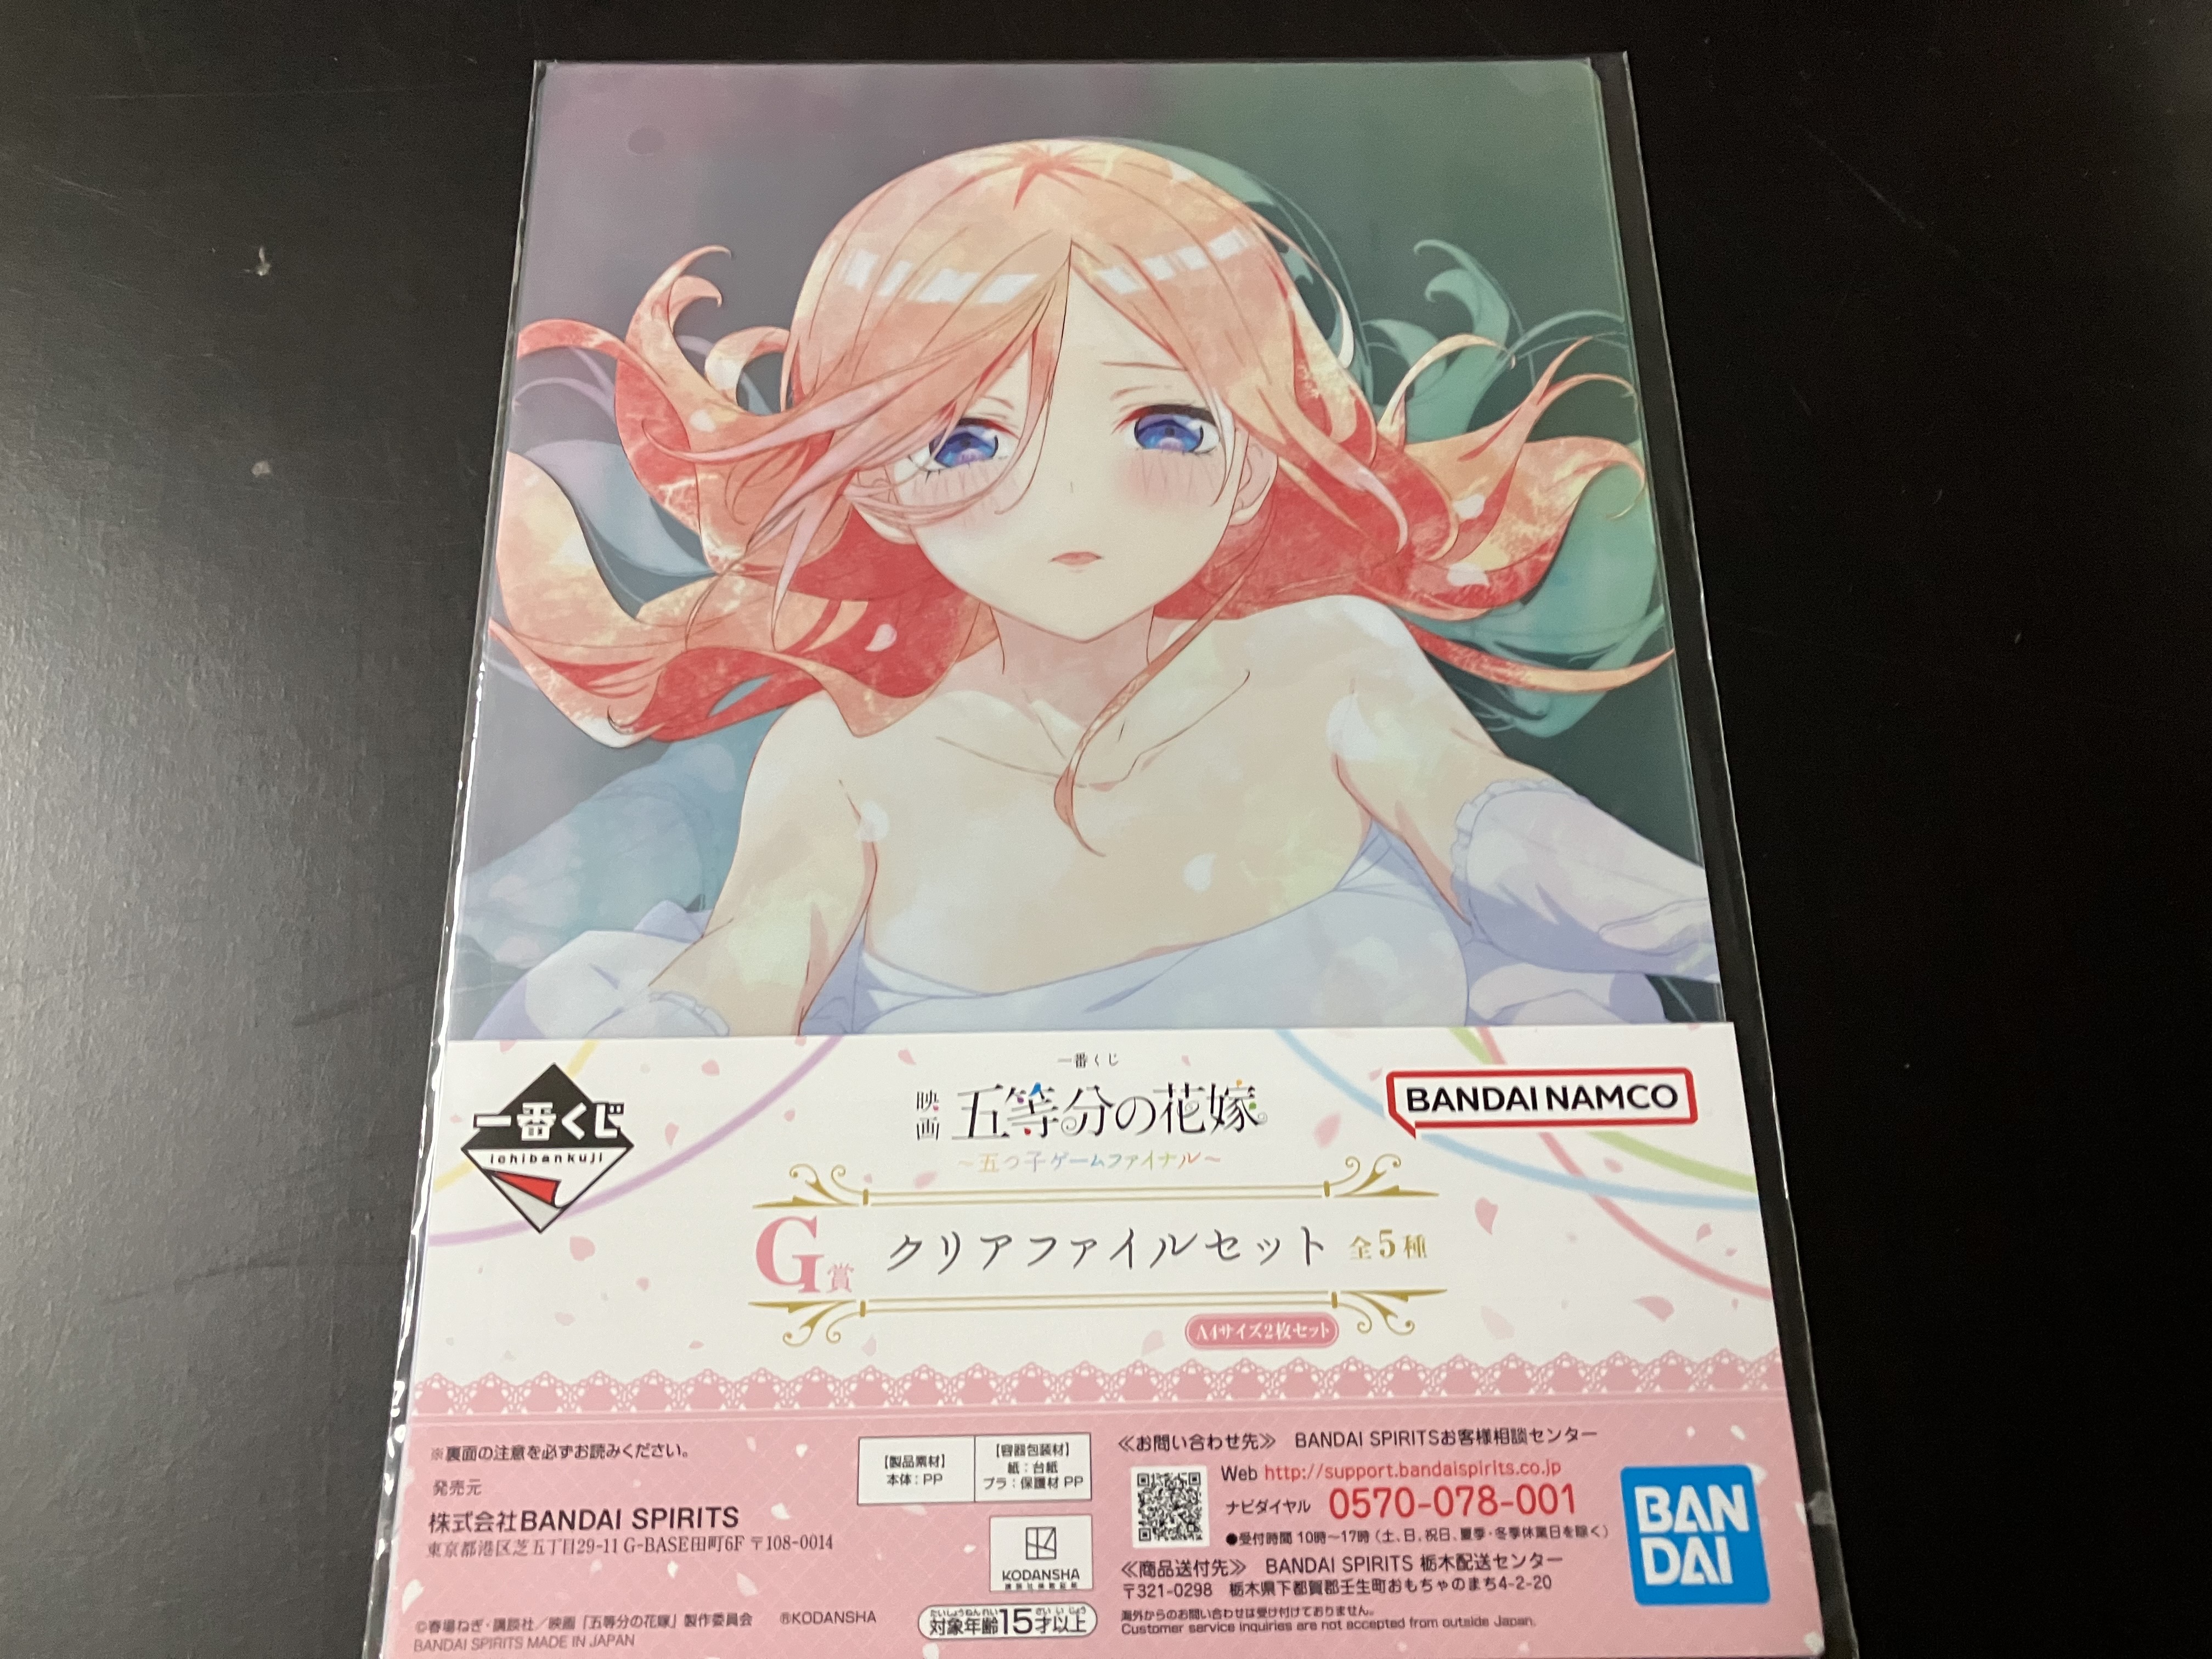 一番くじ
ichibankuji
一番くじ
映画 五等分の花嫁
～五つ子ゲームファイナル～
BANDAI NAMCO
G賞 クリアファイルセット 全5種
A4サイズ2枚セット
※裏面の注意を必ずお読みください。
発売元
株式会社BANDAI SPIRITS
東京都港区芝五丁目29-11 G-BASE田町6F 〒108-0014
【製品素材】
本体：PP
【容器包装材】
紙：台紙
プラ：保護材 PP
KODANSHA
©春場ねぎ・講談社／映画「五等分の花嫁」製作委員会 ®KODANSHA
BANDAI SPIRITS MADE IN JAPAN
たいしょうねんれい さいいじょう
対象年齢15才以上
≪お問い合わせ先≫ BANDAI SPIRITSお客様相談センター
Web http://support.bandaispirits.co.jp
ナビダイヤル 0570-078-001
●受付時間 10時～17時（土、日、祝日、夏季・冬季休業日を除く）
≪商品送付先≫ BANDAI SPIRITS 栃木配送センター
〒321-0298 栃木県下都賀郡壬生町おもちゃのまち4-2-20
海外からのお問い合わせは受け付けておりません。
Customer service inquiries are not accepted from outside Japan.
BANDAI